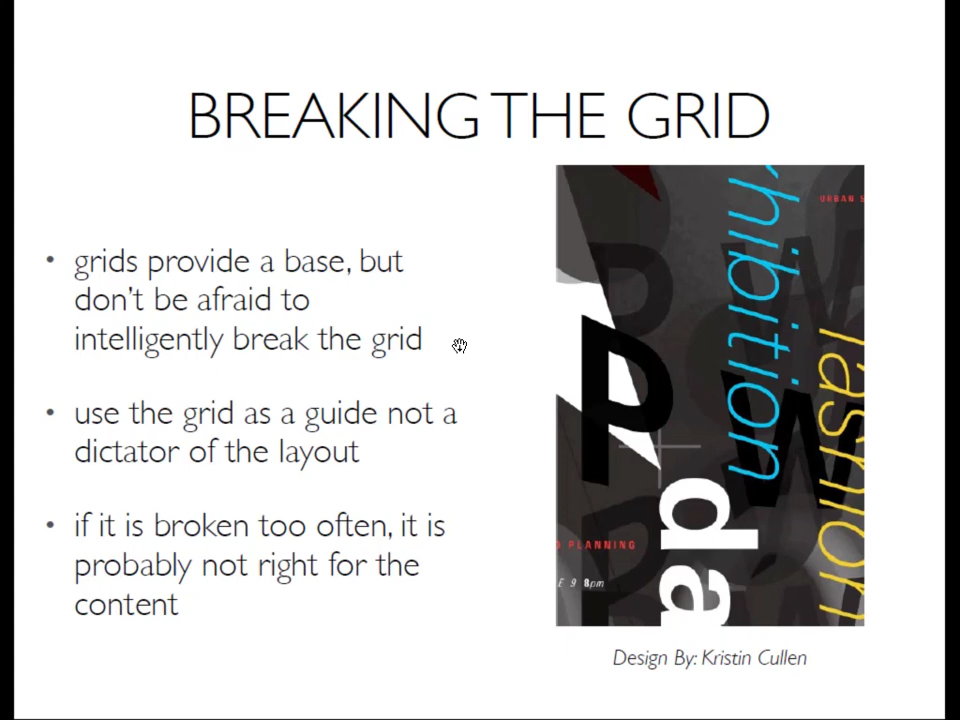 BREAKING THE GRID
• grids provide a base, but
don't be afraid to
intelligently break the grid
• use the grid as a guide not a
dictator of the layout
• if it is broken too often, it is
probably not right for the
content
hibition
URBAN S
fashion
P
W
da
PLANNING
E 9 8pm
Design By: Kristin Cullen